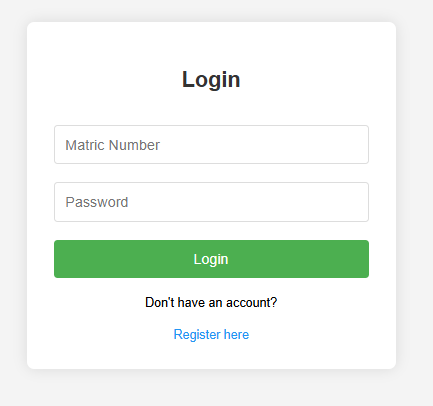 Login
Matric Number
Password
Login
Don't have an account?
Register here